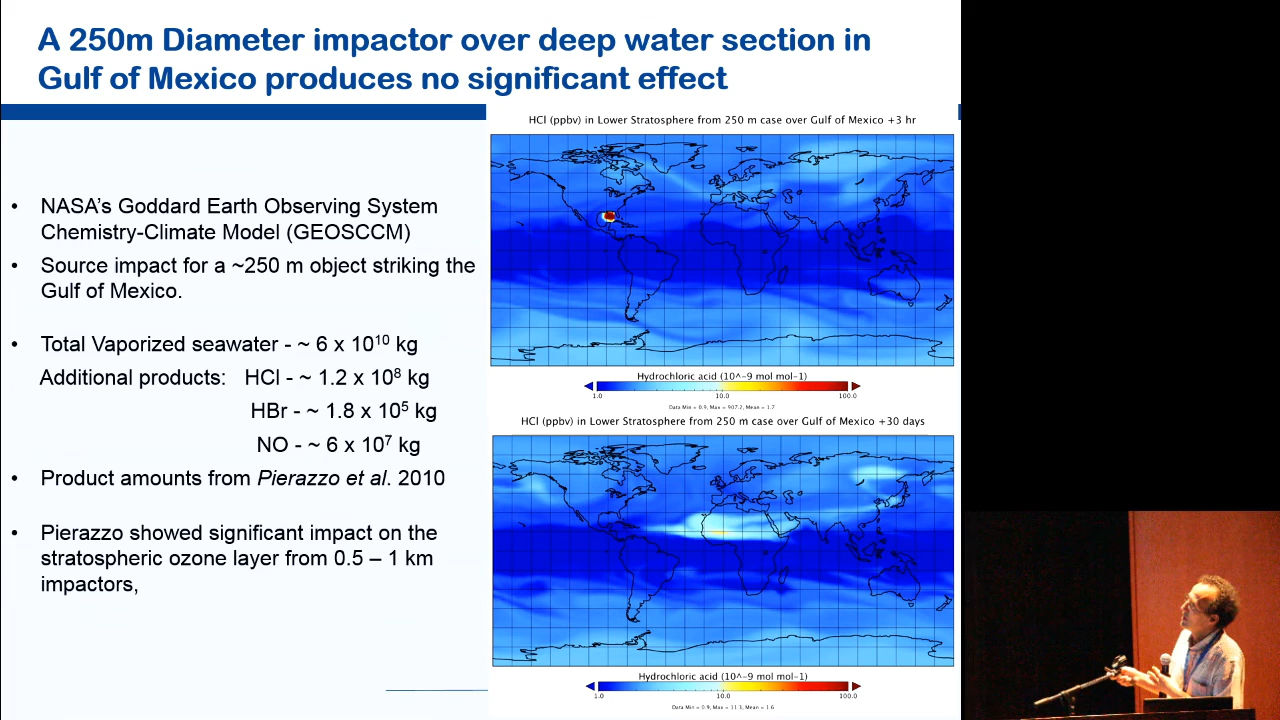 A 250m Diameter impactor over deep water section in
Gulf of Mexico produces no significant effect
• NASA's Goddard Earth Observing System
Chemistry-Climate Model (GEOSCCM)
• Source impact for a ~250 m object striking the
Gulf of Mexico.
• Total Vaporized seawater - ~ 6 x 10¹⁰ kg
Additional products: HCl - ~ 1.2 x 10⁸ kg
HBr - ~ 1.8 x 10⁵ kg
NO - ~ 6 x 10⁷ kg
• Product amounts from Pierazzo et al. 2010
• Pierazzo showed significant impact on the
stratospheric ozone layer from 0.5 – 1 km
impactors,
HCl (ppbv) in Lower Stratosphere from 250 m case over Gulf of Mexico +3 hr
Hydrochloric acid (10^-9 mol mol-1)
1.0 10.0 100.0
Data Min = 0.9, Max = 907.2, Mean = 1.7
HCl (ppbv) in Lower Stratosphere from 250 m case over Gulf of Mexico +30 days
Hydrochloric acid (10^-9 mol mol-1)
1.0 10.0 100.0
Data Min = 0.9, Max = 11.3, Mean = 1.6